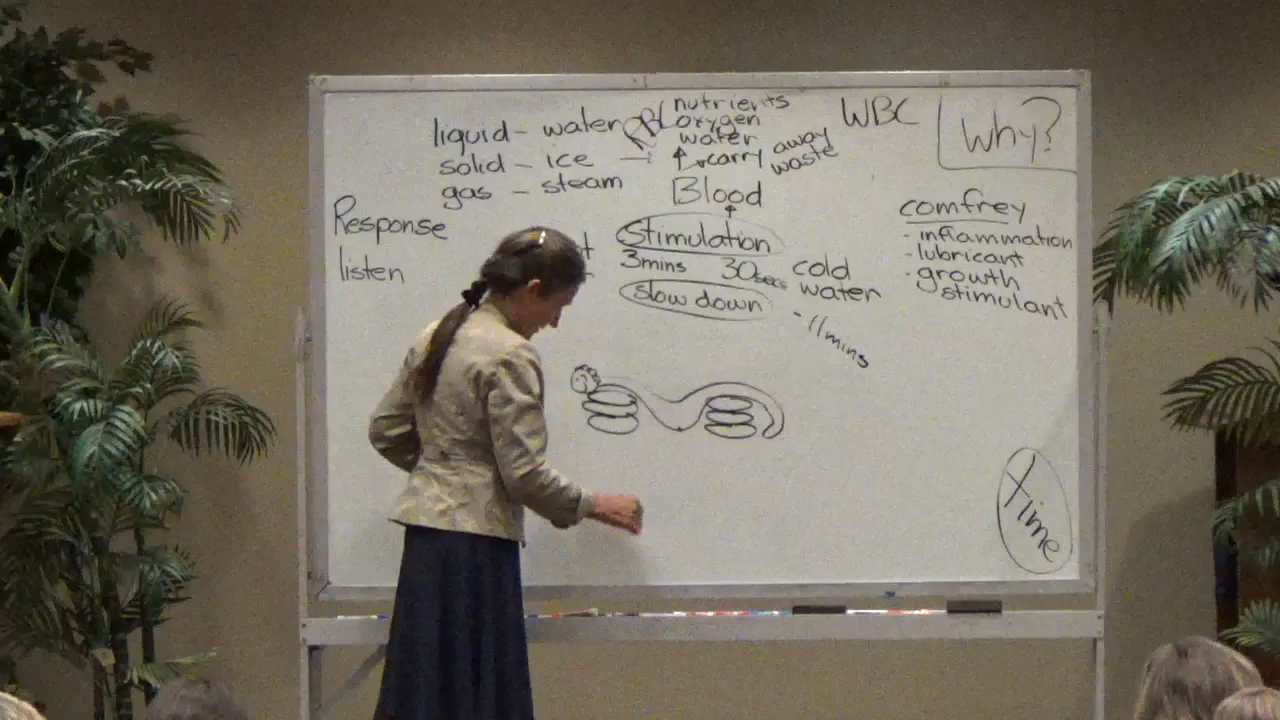 liquid - water
solid - ice →
gas - steam
RBC
nutrients
oxygen
water
carry away
waste
Blood
WBC
Why?
Response
listen
Stimulation
3mins 30secs
cold
water
slow down
- 11mins
comfrey
- inflammation
- lubricant
- growth
stimulant
time